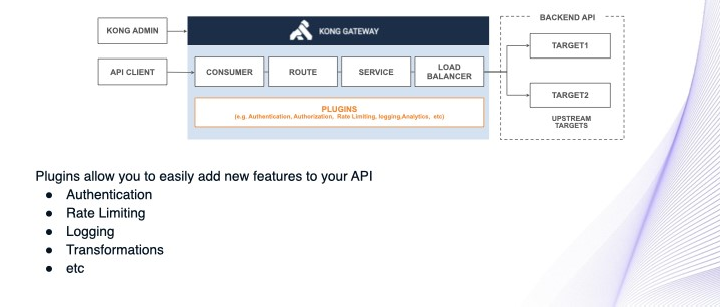 KONG ADMIN
KONG GATEWAY
BACKEND API
API CLIENT
CONSUMER
ROUTE
SERVICE
LOAD
BALANCER
TARGET1
TARGET2
PLUGINS
(e.g. Authentication, Authorization, Rate Limiting, logging,Analytics, etc)
UPSTREAM
TARGETS
Plugins allow you to easily add new features to your API
● Authentication
● Rate Limiting
● Logging
● Transformations
● etc